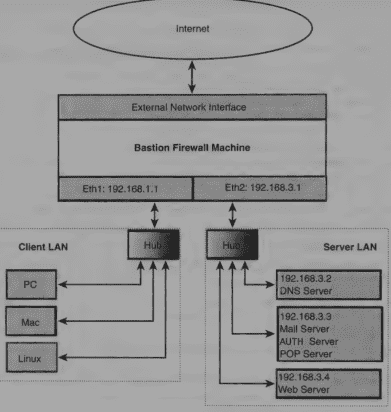 Internet
External Network Interface
Bastion Firewall Machine
Eth1: 192.168.1.1
Eth2: 192.168.3.1
Client LAN
Hub
Hub
Server LAN
PC
Mac
Linux
192.168.3.2
DNS Server
192.168.3.3
Mail Server
AUTH Server
POP Server
192.168.3.4
Web Server